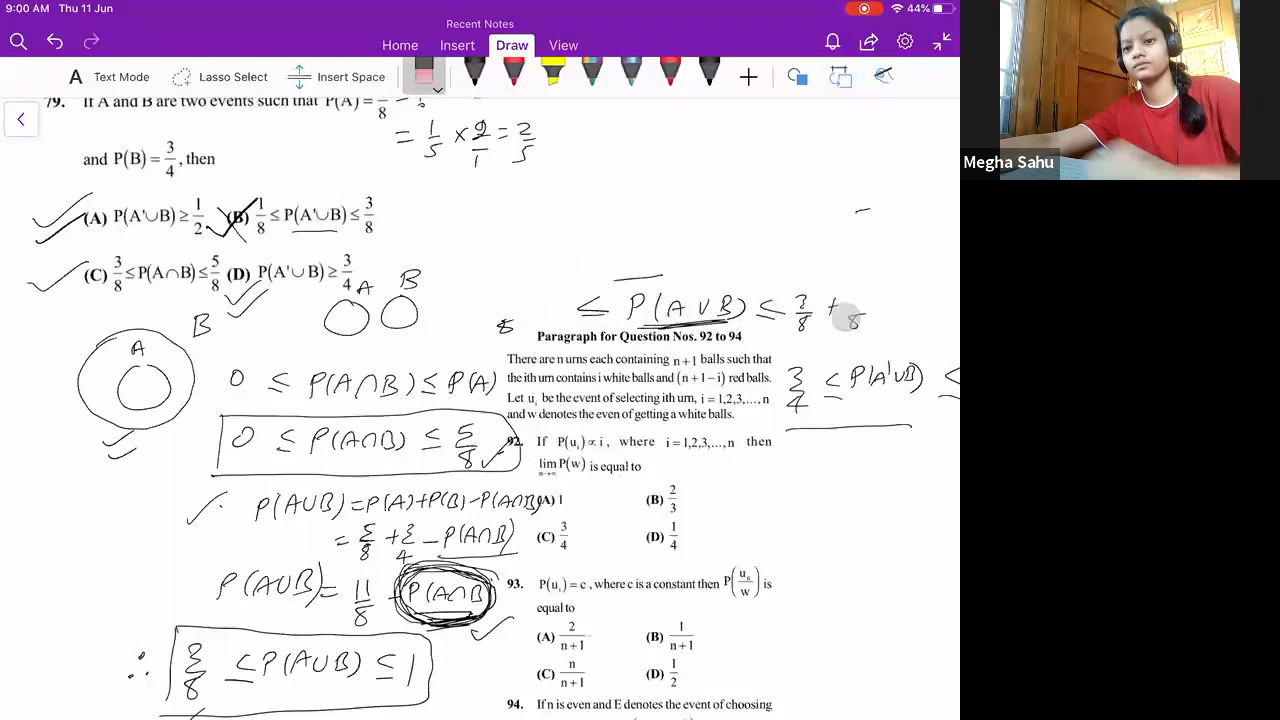 9:00 AM Thu 11 Jun
44%
Recent Notes
Home Insert Draw View
Text Mode
Lasso Select
Insert Space
Megha Sahu
79. If A and B are two events such that P(A) = /8
= 1/5 × 2/1 = 2/5
and P(B) = 3/4, then
(A) P(A'∪B) ≥ 1/2 (B) 1/8 ≤ P(A'∪B) ≤ 3/8
(C) 3/8 ≤ P(A∩B) ≤ 5/8 (D) P(A'∪B) ≥ 3/4
A B
B
A
0 ≤ P(A∩B) ≤ P(A)
0 ≤ P(A∩B) ≤ 5/8
P(A∪B) = P(A)+P(B)-P(A∩B)
= 5/8 + 3/4 - P(A∩B)
P(A∪B) = 11/8 - P(A∩B)
∴ 3/8 ≤ P(A∪B) ≤ 1
≤ P(A∪B) ≤ 3/8 + /8
8
3/4 ≤ P(A'∪B) ≤
Paragraph for Question Nos. 92 to 94
There are n urns each containing n+1 balls such that
the ith urn contains i white balls and (n+1−i) red balls.
Let u_i be the event of selecting ith urn, i = 1,2,3,...,n
and w denotes the even of getting a white balls.
92. If P(u_i) ∝ i, where i = 1,2,3,...,n then
lim n→∞ P(w) is equal to
(A) 1 (B) 2/3
(C) 3/4 (D) 1/4
93. P(u_i) = c, where c is a constant then P(u_n/w) is
equal to
(A) 2/(n+1) (B) 1/(n+1)
(C) n/(n+1) (D) 1/2
94. If n is even and E denotes the event of choosing